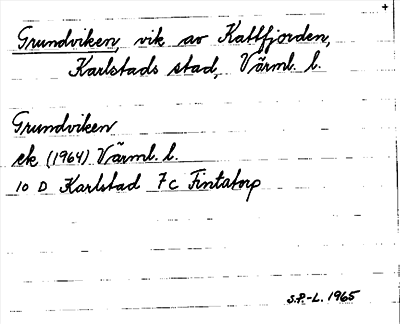 Grundviken, vik av Kattfjorden,
Karlstads stad, Värml. l.
Grundviken
ek (1964) Värml. l.
10 D Karlstad 7c Fintatorp
S.P.-L. 1965